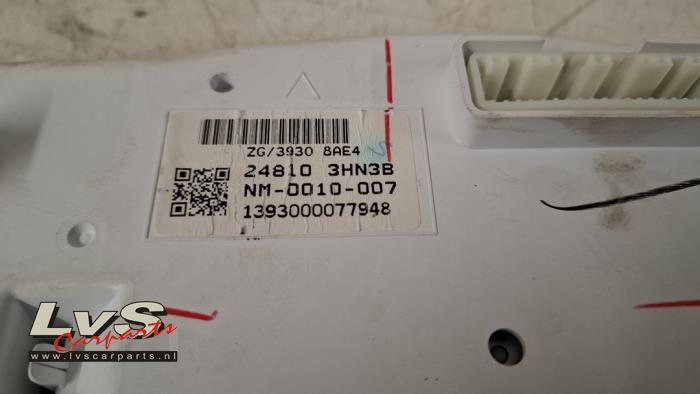 ZG/3930 8AE4
24810 3HN3B
NM-0010-007
1393000077948
LvS
Carparts
www.lvscarparts.nl